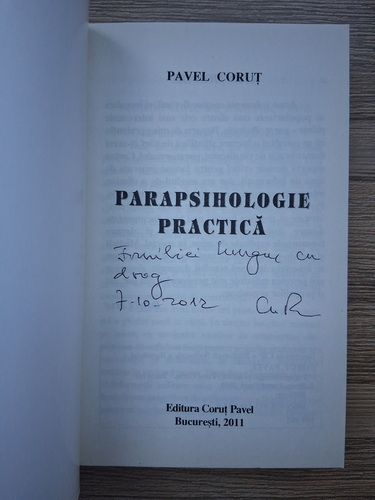 PAVEL CORUȚ
PARAPSIHOLOGIE
PRACTICĂ
Familiei Lungu cu
drag
7-10-2012
Editura Coruț Pavel
București, 2011